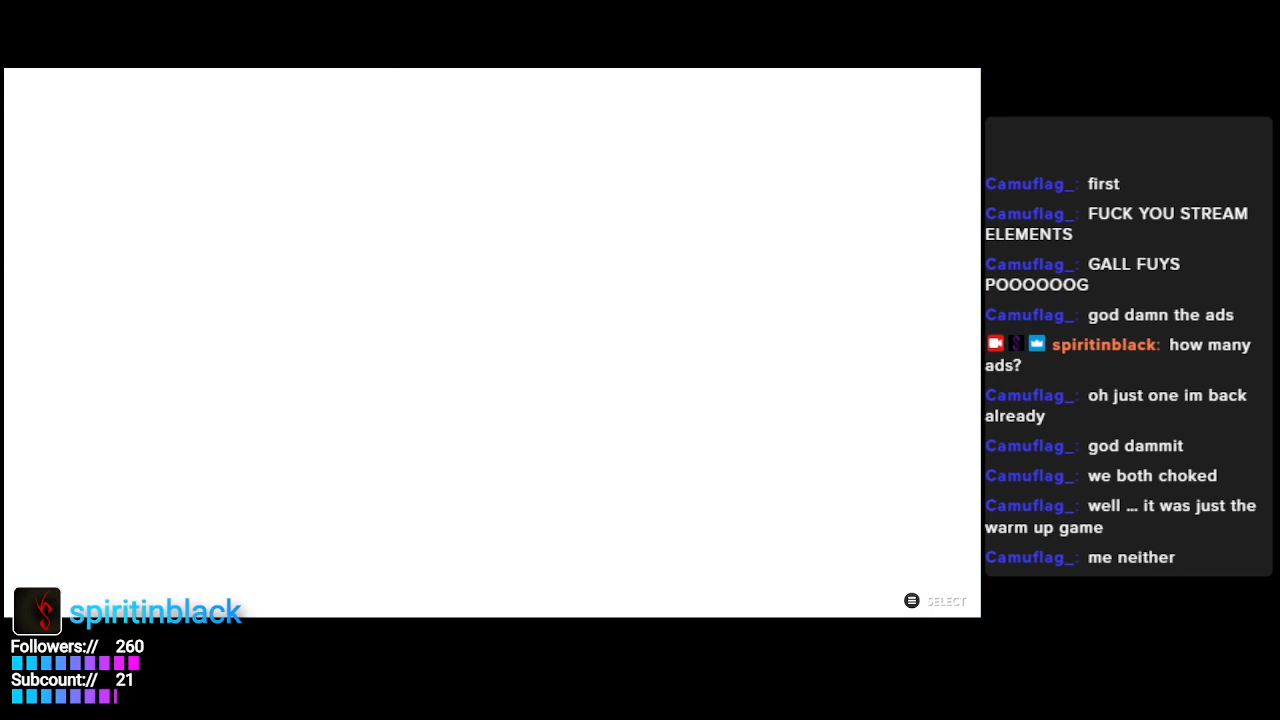 Camuflag_: first
Camuflag_: FUCK YOU STREAM
ELEMENTS
Camuflag_: GALL FUYS
POOOOOOG
Camuflag_: god damn the ads
spiritinblack: how many
ads?
Camuflag_: oh just one im back
already
Camuflag_: god dammit
Camuflag_: we both choked
Camuflag_: well ... it was just the
warm up game
Camuflag_: me neither
SELECT
spiritinblack
Followers:// 260
Subcount:// 21